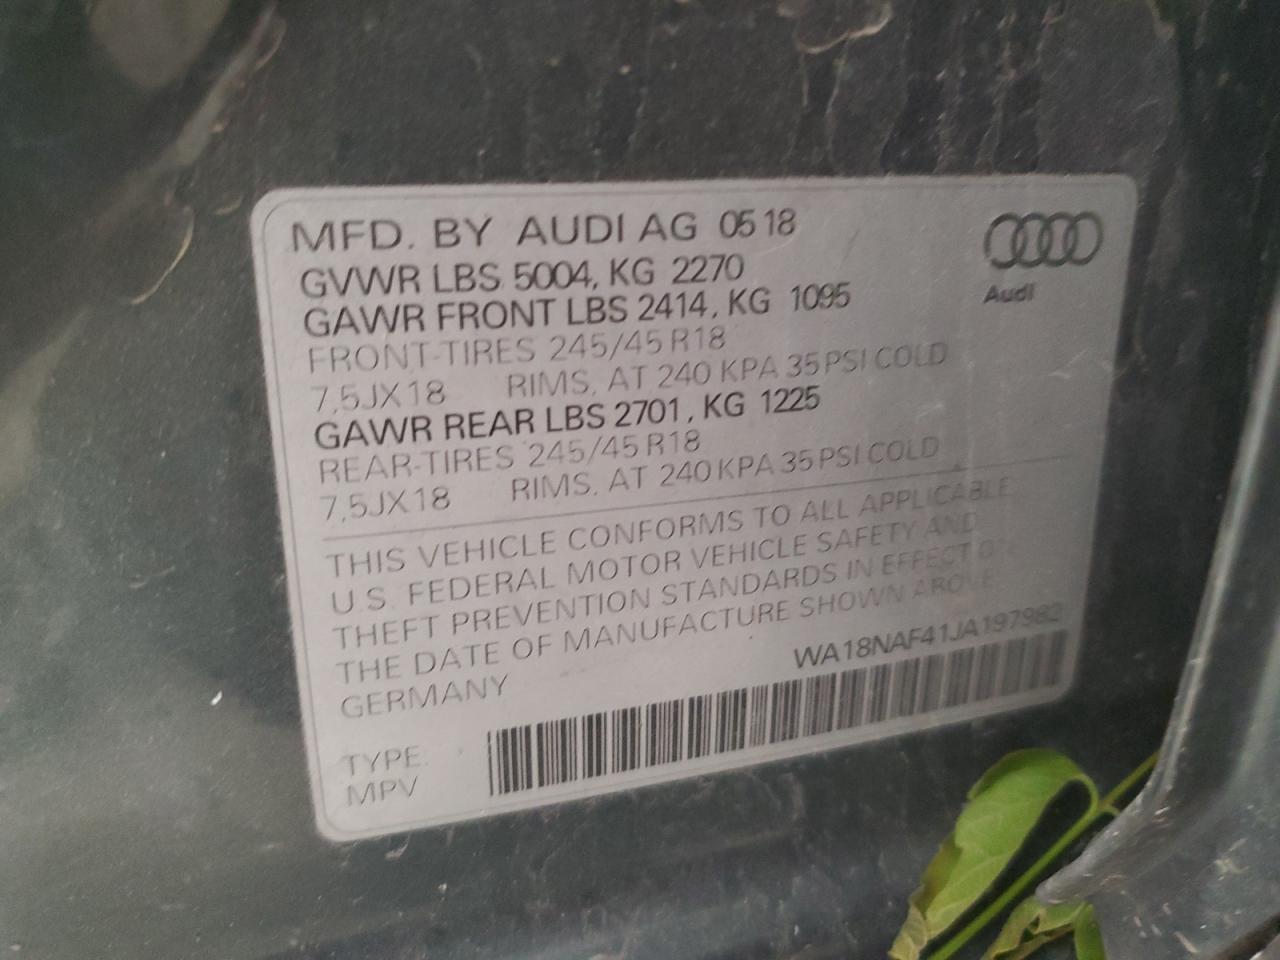 MFD. BY AUDI AG 05 18
GVWR LBS 5004, KG 2270
GAWR FRONT LBS 2414, KG 1095
FRONT-TIRES 245/45 R18
7,5JX18 RIMS, AT 240 KPA 35 PSI COLD
GAWR REAR LBS 2701, KG 1225
REAR-TIRES 245/45 R18
7,5JX18 RIMS, AT 240 KPA 35 PSI COLD
Audi
THIS VEHICLE CONFORMS TO ALL APPLICABLE
U.S. FEDERAL MOTOR VEHICLE SAFETY AND
THEFT PREVENTION STANDARDS IN EFFECT ON
THE DATE OF MANUFACTURE SHOWN ABOVE
GERMANY
WA18NAF41JA197982
TYPE:
MPV